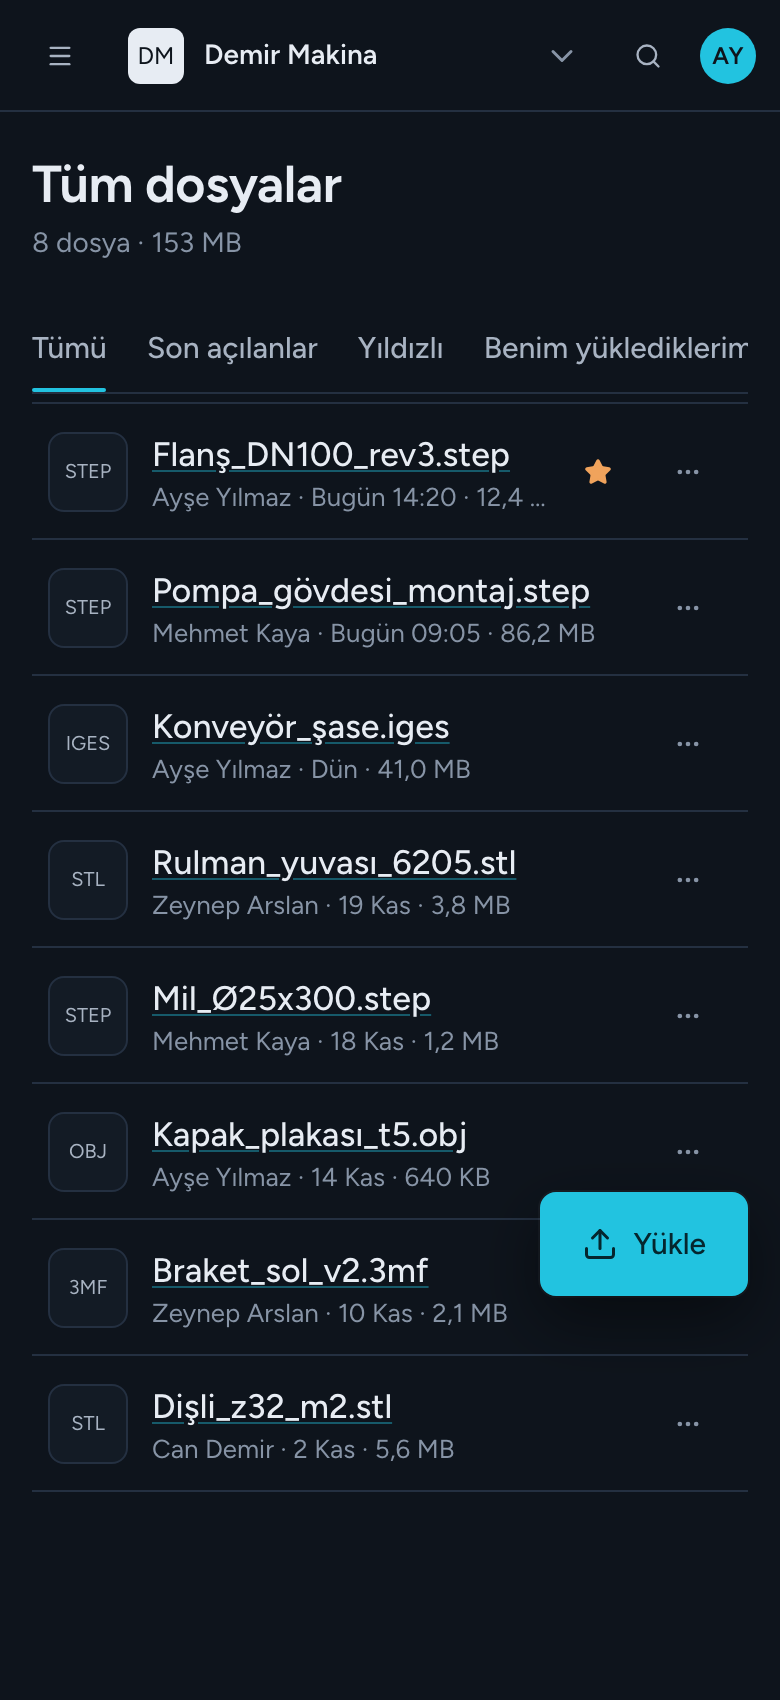 DM Demir Makina AY
Tüm dosyalar
8 dosya · 153 MB
Tümü Son açılanlar Yıldızlı Benim yüklediklerim
STEP Flanş_DN100_rev3.step
Ayşe Yılmaz · Bugün 14:20 · 12,4 ...
STEP Pompa_gövdesi_montaj.step
Mehmet Kaya · Bugün 09:05 · 86,2 MB
IGES Konveyör_şase.iges
Ayşe Yılmaz · Dün · 41,0 MB
STL Rulman_yuvası_6205.stl
Zeynep Arslan · 19 Kas · 3,8 MB
STEP Mil_Ø25x300.step
Mehmet Kaya · 18 Kas · 1,2 MB
OBJ Kapak_plakası_t5.obj
Ayşe Yılmaz · 14 Kas · 640 KB
Yükle
3MF Braket_sol_v2.3mf
Zeynep Arslan · 10 Kas · 2,1 MB
STL Dişli_z32_m2.stl
Can Demir · 2 Kas · 5,6 MB